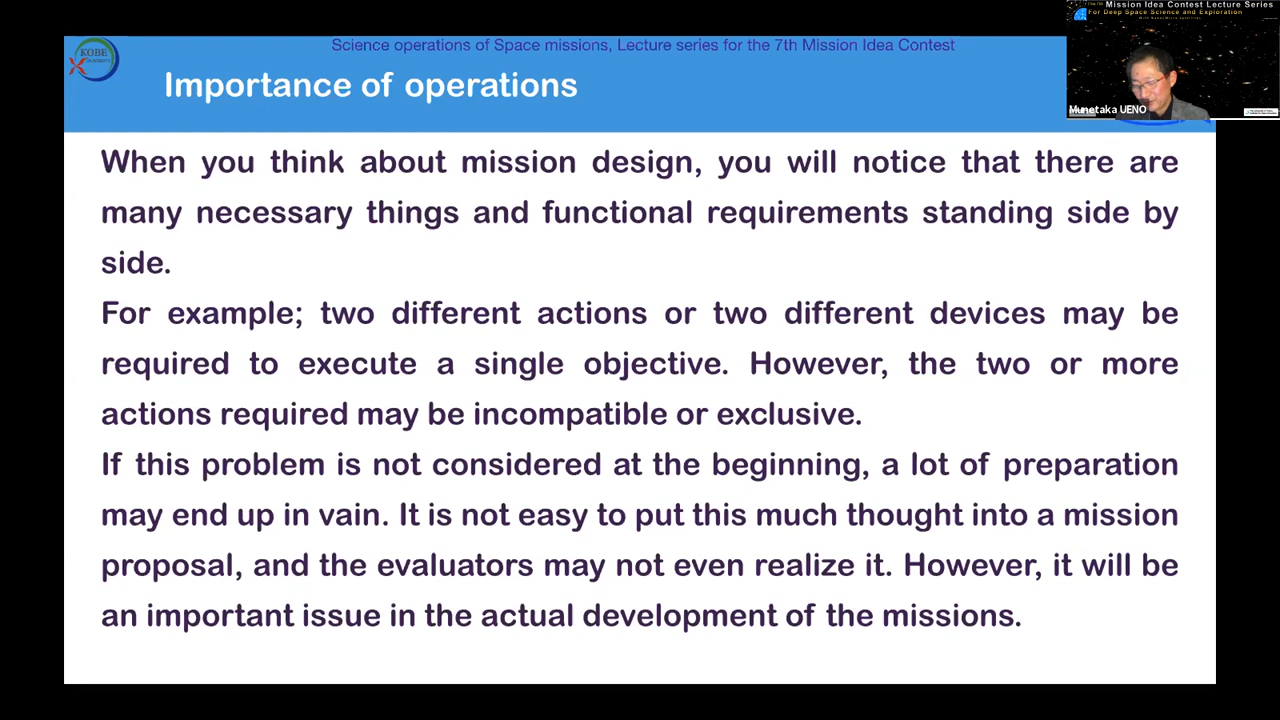 Science operations of Space missions, Lecture series for the 7th Mission Idea Contest
KOBE
X
Importance of operations
Mission Idea Contest Lecture Series
For Deep Space Science and Exploration
Munetaka UENO
When you think about mission design, you will notice that there are
many necessary things and functional requirements standing side by
side.
For example; two different actions or two different devices may be
required to execute a single objective. However, the two or more
actions required may be incompatible or exclusive.
If this problem is not considered at the beginning, a lot of preparation
may end up in vain. It is not easy to put this much thought into a mission
proposal, and the evaluators may not even realize it. However, it will be
an important issue in the actual development of the missions.